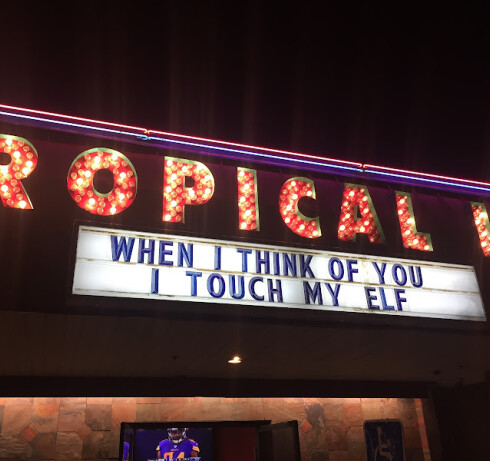 ROPICAL
WHEN I THINK OF YOU
I TOUCH MY ELF